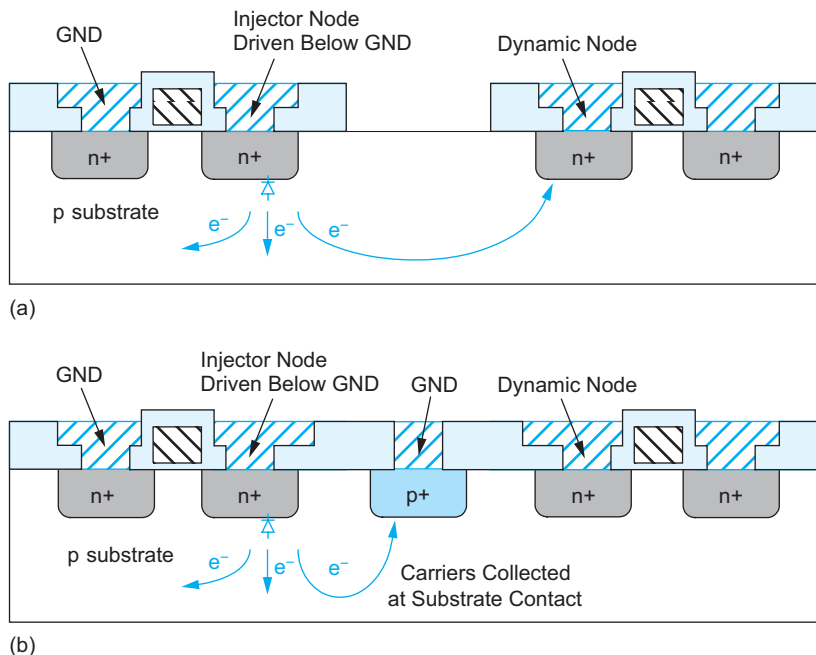 GND
Injector Node
Driven Below GND
Dynamic Node
n+
n+
n+
n+
p substrate
e⁻
e⁻
e⁻
(a)
GND
Injector Node
Driven Below GND
GND
Dynamic Node
n+
n+
p+
n+
n+
p substrate
e⁻
e⁻
e⁻
Carriers Collected
at Substrate Contact
(b)